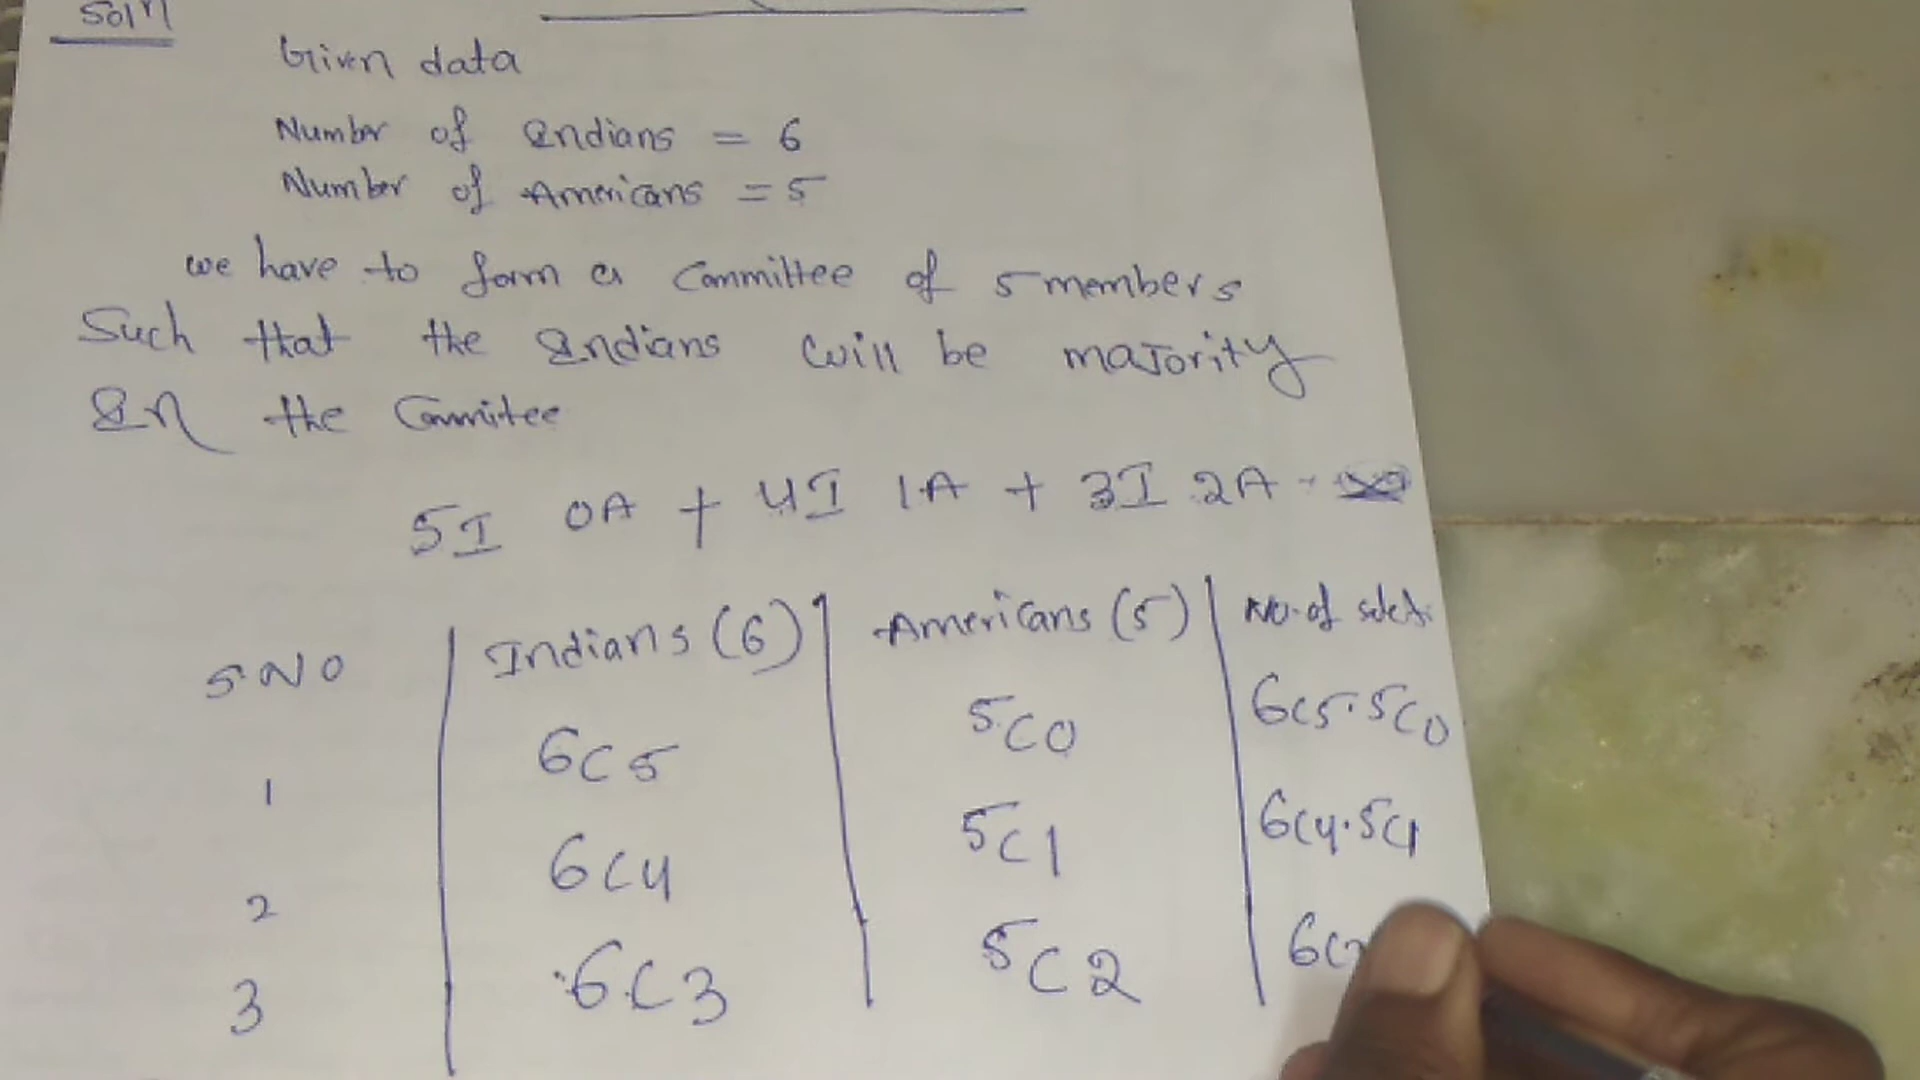 Soln
Given data
Number of Indians = 6
Number of Americans = 5
we have to form a Committee of 5 members
Such that the Indians will be majority
In the Commitee
5I 0A + 4I 1A + 3I 2A
S NO | Indians (6) | Americans (5) | No. of select.
1 | 6C5 | 5C0 | 6C5.5C0
2 | 6C4 | 5C1 | 6C4.5C1
3 | 6C3 | 5C2 | 6C